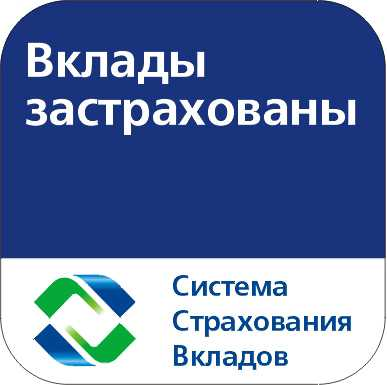 Вклады
застрахованы
Система
Страхования
Вкладов